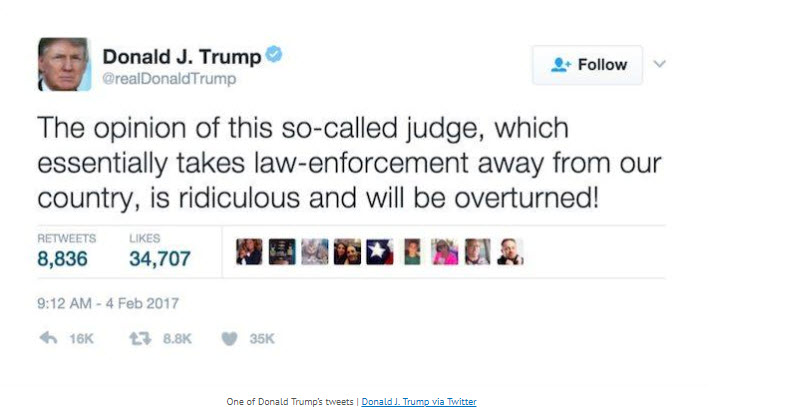 Donald J. Trump
@realDonaldTrump
Follow
The opinion of this so-called judge, which
essentially takes law-enforcement away from our
country, is ridiculous and will be overturned!
RETWEETS LIKES
8,836 34,707
9:12 AM - 4 Feb 2017
16K 8.8K 35K
One of Donald Trump's tweets | Donald J. Trump via Twitter